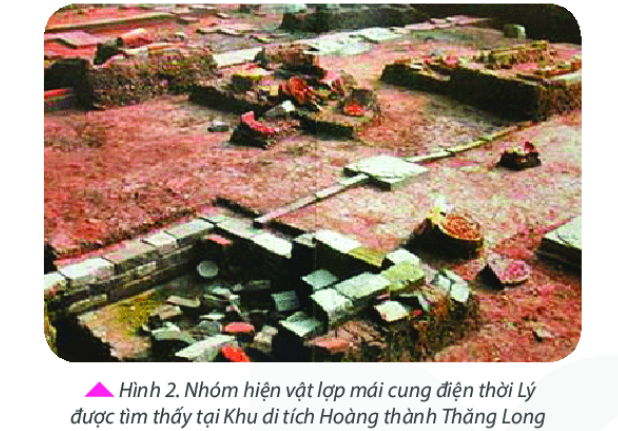 Hình 2. Nhóm hiện vật lợp mái cung điện thời Lý
được tìm thấy tại Khu di tích Hoàng thành Thăng Long